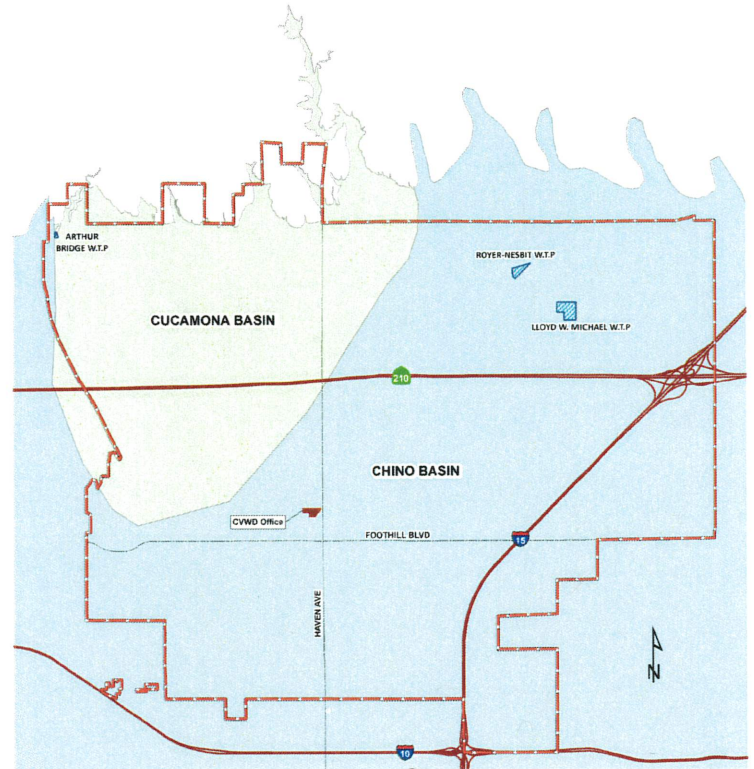 ARTHUR
BRIDGE W.T.P
ROYER-NESBIT W.T.P
CUCAMONA BASIN
LLOYD W. MICHAEL W.T.P
210
CHINO BASIN
CVWD Office
FOOTHILL BLVD
15
HAVEN AVE
N
10